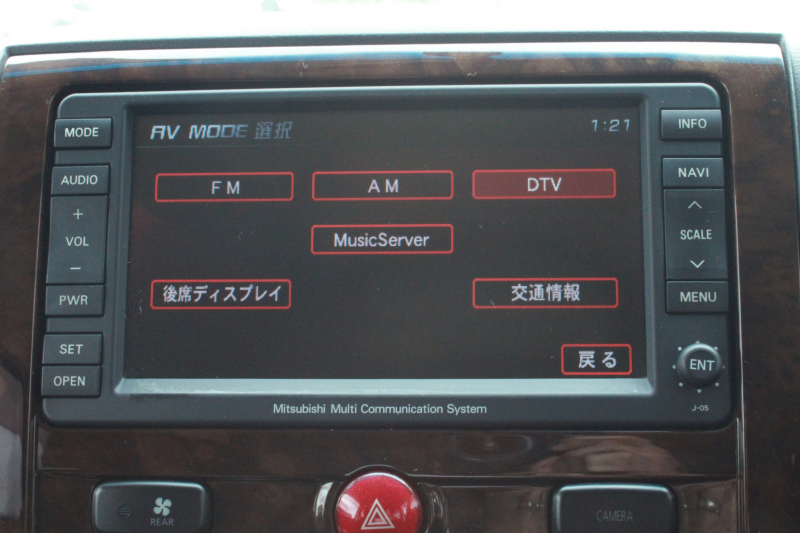 MODE
AUDIO
+
VOL
−
PWR
SET
OPEN
AV MODE 選択
1:21
FM
AM
DTV
MusicServer
後席ディスプレイ
交通情報
戻る
INFO
NAVI
SCALE
MENU
ENT
J-05
Mitsubishi Multi Communication System
REAR
CAMERA